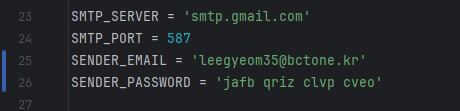 23 SMTP_SERVER = 'smtp.gmail.com'
24 SMTP_PORT = 587
25 SENDER_EMAIL = 'leegyeom35@bctone.kr'
26 SENDER_PASSWORD = 'jafb qriz clvp cveo'
27